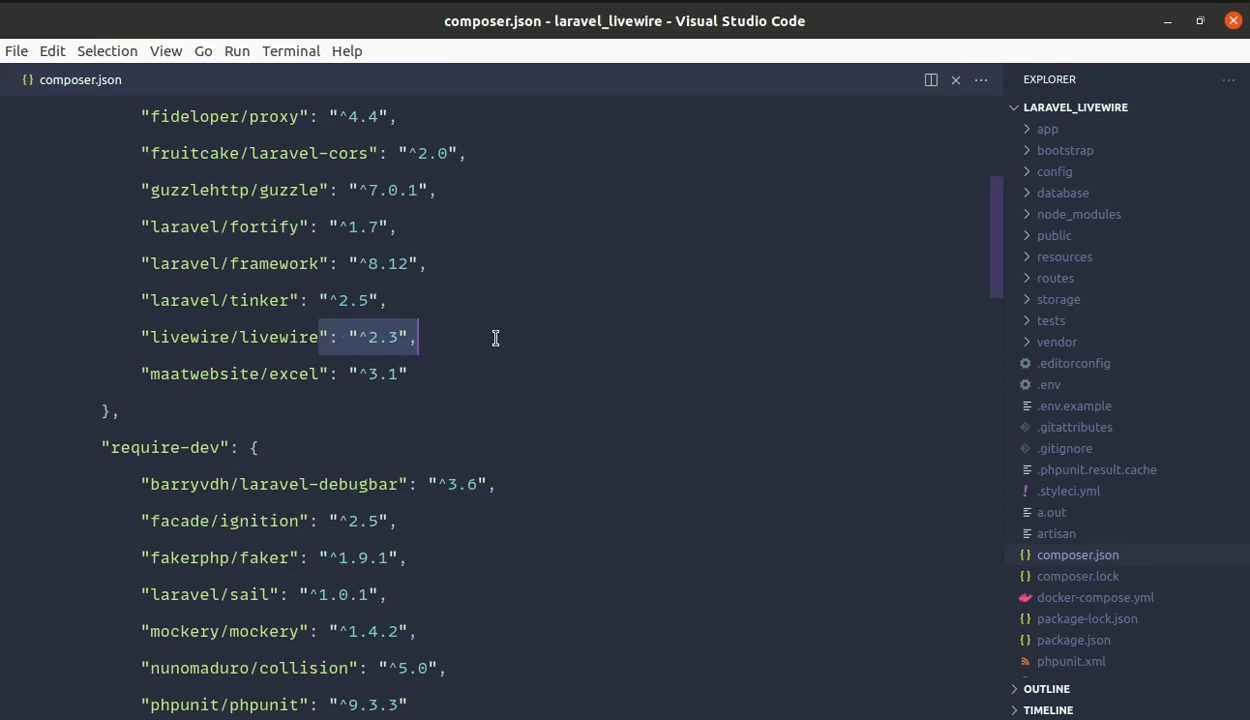 composer.json - laravel_livewire - Visual Studio Code
File Edit Selection View Go Run Terminal Help
{} composer.json
"fideloper/proxy": "^4.4",
"fruitcake/laravel-cors": "^2.0",
"guzzlehttp/guzzle": "^7.0.1",
"laravel/fortify": "^1.7",
"laravel/framework": "^8.12",
"laravel/tinker": "^2.5",
"livewire/livewire": "^2.3",
"maatwebsite/excel": "^3.1"
},
"require-dev": {
"barryvdh/laravel-debugbar": "^3.6",
"facade/ignition": "^2.5",
"fakerphp/faker": "^1.9.1",
"laravel/sail": "^1.0.1",
"mockery/mockery": "^1.4.2",
"nunomaduro/collision": "^5.0",
"phpunit/phpunit": "^9.3.3"
EXPLORER
LARAVEL_LIVEWIRE
app
bootstrap
config
database
node_modules
public
resources
routes
storage
tests
vendor
.editorconfig
.env
.env.example
.gitattributes
.gitignore
.phpunit.result.cache
! .styleci.yml
a.out
artisan
{} composer.json
{} composer.lock
docker-compose.yml
{} package-lock.json
{} package.json
phpunit.xml
OUTLINE
TIMELINE